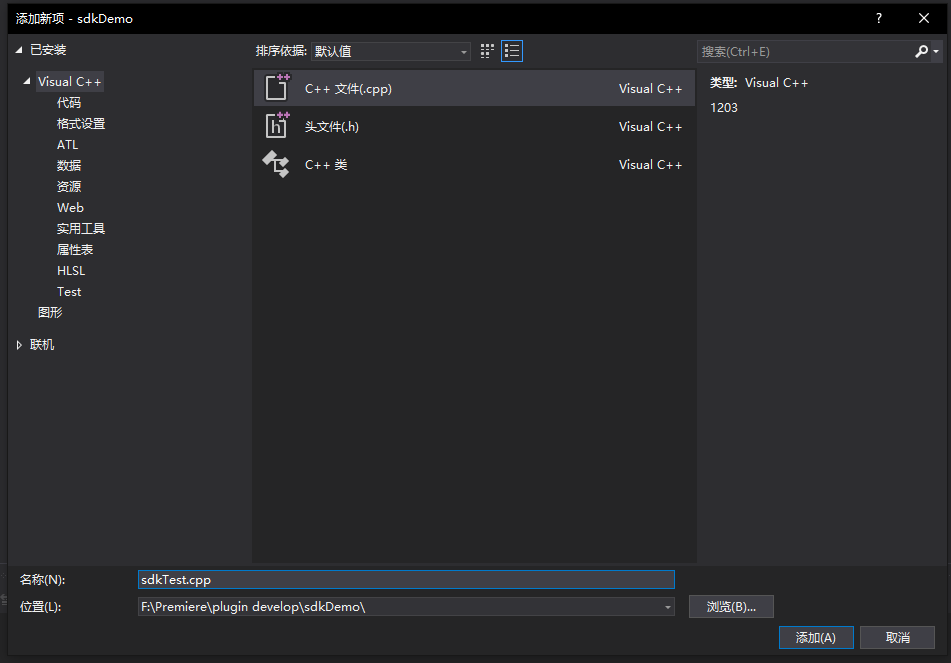 添加新项 - sdkDemo
? ×
已安装
排序依据: 默认值
搜索(Ctrl+E)
Visual C++
代码
格式设置
ATL
数据
资源
Web
实用工具
属性表
HLSL
Test
图形
联机
C++ 文件(.cpp) Visual C++
头文件(.h) Visual C++
C++ 类 Visual C++
类型: Visual C++
1203
名称(N): sdkTest.cpp
位置(L): F:\Premiere\plugin develop\sdkDemo\
浏览(B)...
添加(A) 取消